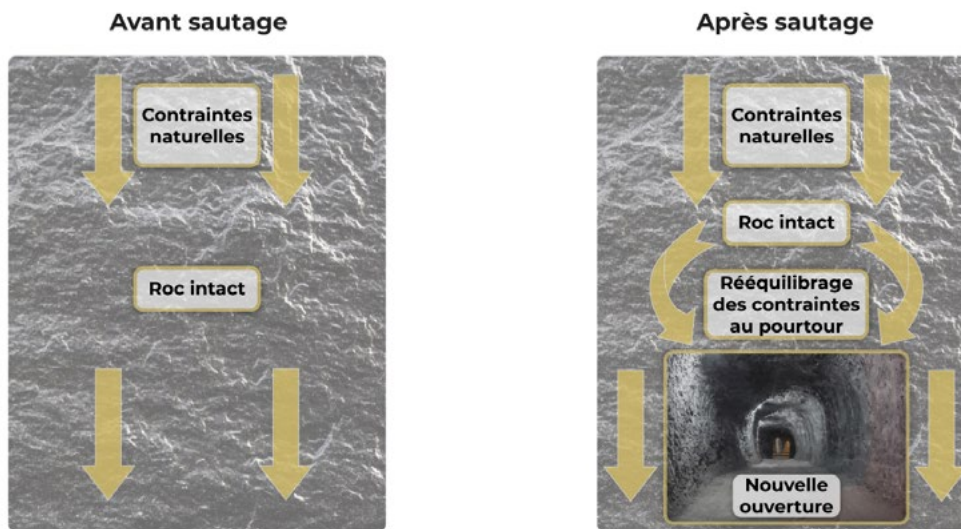 Avant sautage
Contraintes
naturelles
Roc intact
Après sautage
Contraintes
naturelles
Roc intact
Rééquilibrage
des contraintes
au pourtour
Nouvelle
ouverture